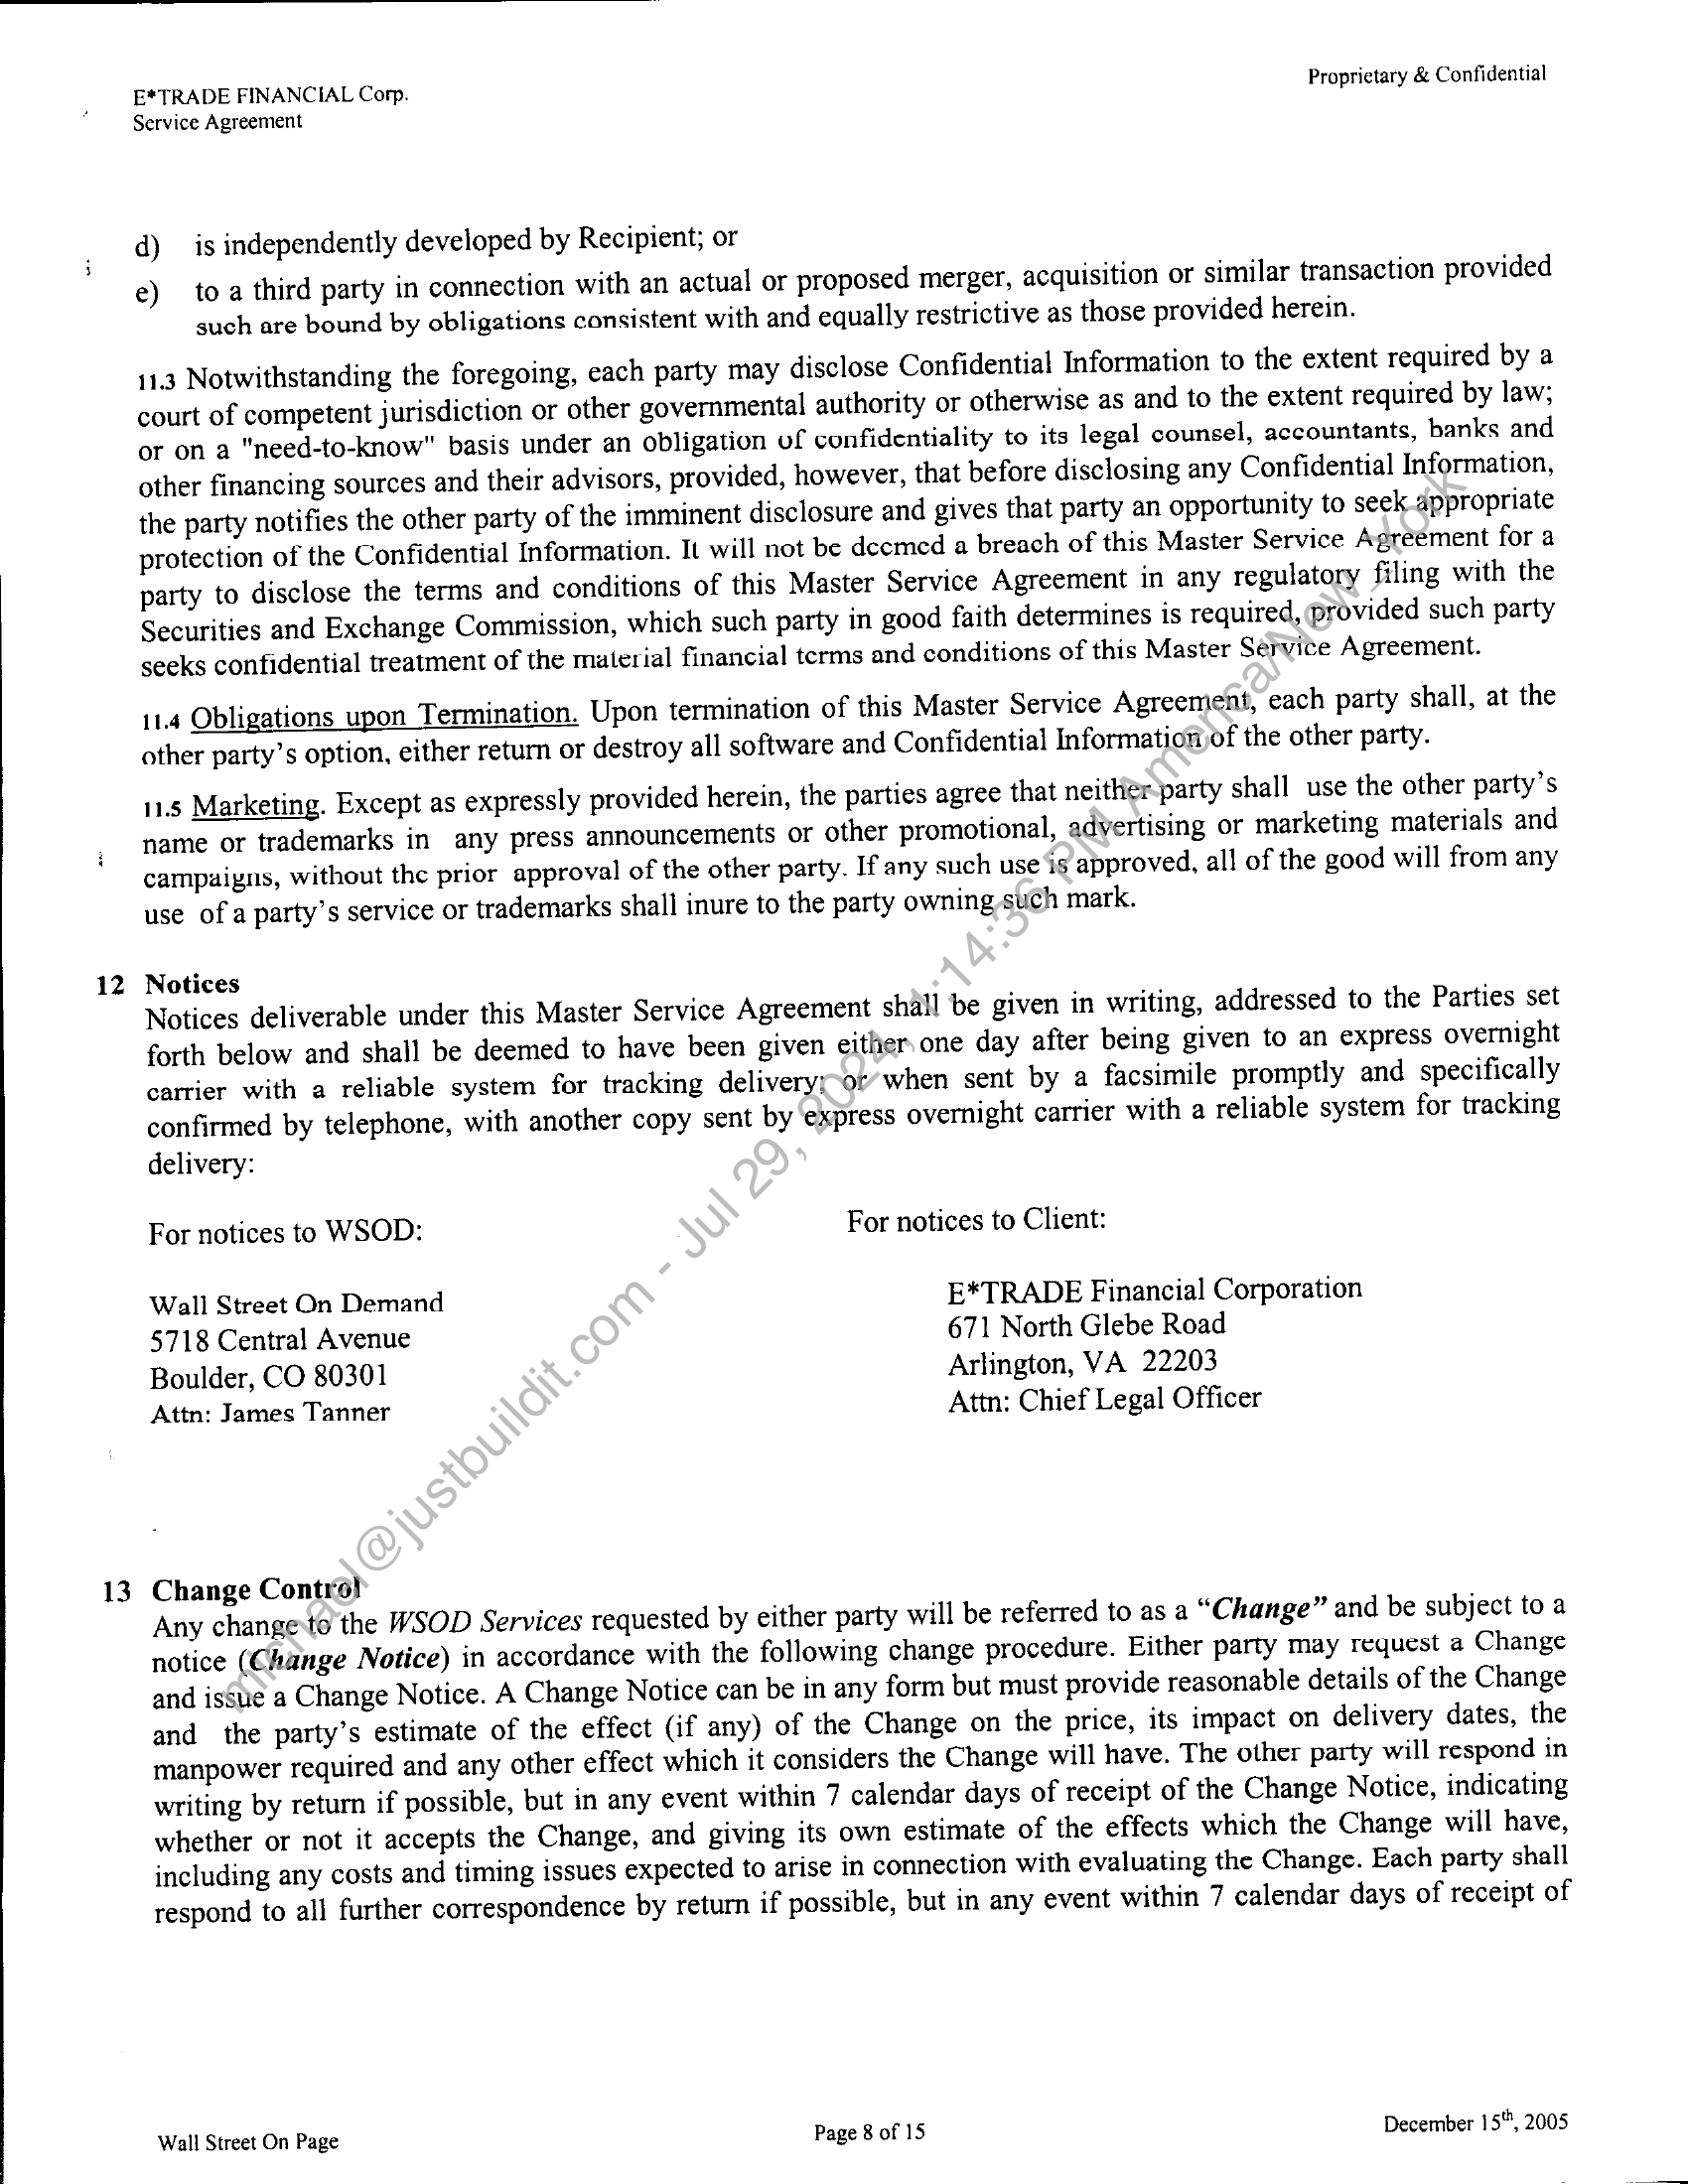 E*TRADE FINANCIAL Corp.
Service Agreement
Proprietary & Confidential
d) is independently developed by Recipient; or
e) to a third party in connection with an actual or proposed merger, acquisition or similar transaction provided
such are bound by obligations consistent with and equally restrictive as those provided herein.
11.3 Notwithstanding the foregoing, each party may disclose Confidential Information to the extent required by a
court of competent jurisdiction or other governmental authority or otherwise as and to the extent required by law;
or on a "need-to-know" basis under an obligation of confidentiality to its legal counsel, accountants, banks and
other financing sources and their advisors, provided, however, that before disclosing any Confidential Information,
the party notifies the other party of the imminent disclosure and gives that party an opportunity to seek appropriate
protection of the Confidential Information. It will not be deemed a breach of this Master Service Agreement for a
party to disclose the terms and conditions of this Master Service Agreement in any regulatory filing with the
Securities and Exchange Commission, which such party in good faith determines is required, provided such party
seeks confidential treatment of the material financial terms and conditions of this Master Service Agreement.
11.4 Obligations upon Termination. Upon termination of this Master Service Agreement, each party shall, at the
other party's option, either return or destroy all software and Confidential Information of the other party.
11.5 Marketing. Except as expressly provided herein, the parties agree that neither party shall use the other party's
name or trademarks in any press announcements or other promotional, advertising or marketing materials and
campaigns, without the prior approval of the other party. If any such use is approved, all of the good will from any
use of a party's service or trademarks shall inure to the party owning such mark.
12 Notices
Notices deliverable under this Master Service Agreement shall be given in writing, addressed to the Parties set
forth below and shall be deemed to have been given either one day after being given to an express overnight
carrier with a reliable system for tracking delivery; or when sent by a facsimile promptly and specifically
confirmed by telephone, with another copy sent by express overnight carrier with a reliable system for tracking
delivery:
For notices to WSOD:
Wall Street On Demand
5718 Central Avenue
Boulder, CO 80301
Attn: James Tanner
For notices to Client:
E*TRADE Financial Corporation
671 North Glebe Road
Arlington, VA 22203
Attn: Chief Legal Officer
13 Change Control
Any change to the WSOD Services requested by either party will be referred to as a “Change” and be subject to a
notice (Change Notice) in accordance with the following change procedure. Either party may request a Change
and issue a Change Notice. A Change Notice can be in any form but must provide reasonable details of the Change
and the party's estimate of the effect (if any) of the Change on the price, its impact on delivery dates, the
manpower required and any other effect which it considers the Change will have. The other party will respond in
writing by return if possible, but in any event within 7 calendar days of receipt of the Change Notice, indicating
whether or not it accepts the Change, and giving its own estimate of the effects which the Change will have,
including any costs and timing issues expected to arise in connection with evaluating the Change. Each party shall
respond to all further correspondence by return if possible, but in any event within 7 calendar days of receipt of
Wall Street On Page
Page 8 of 15
December 15th, 2005
michael@justbuildit.com - Jul 29, 2024, 1:14:36 PM America/New_York